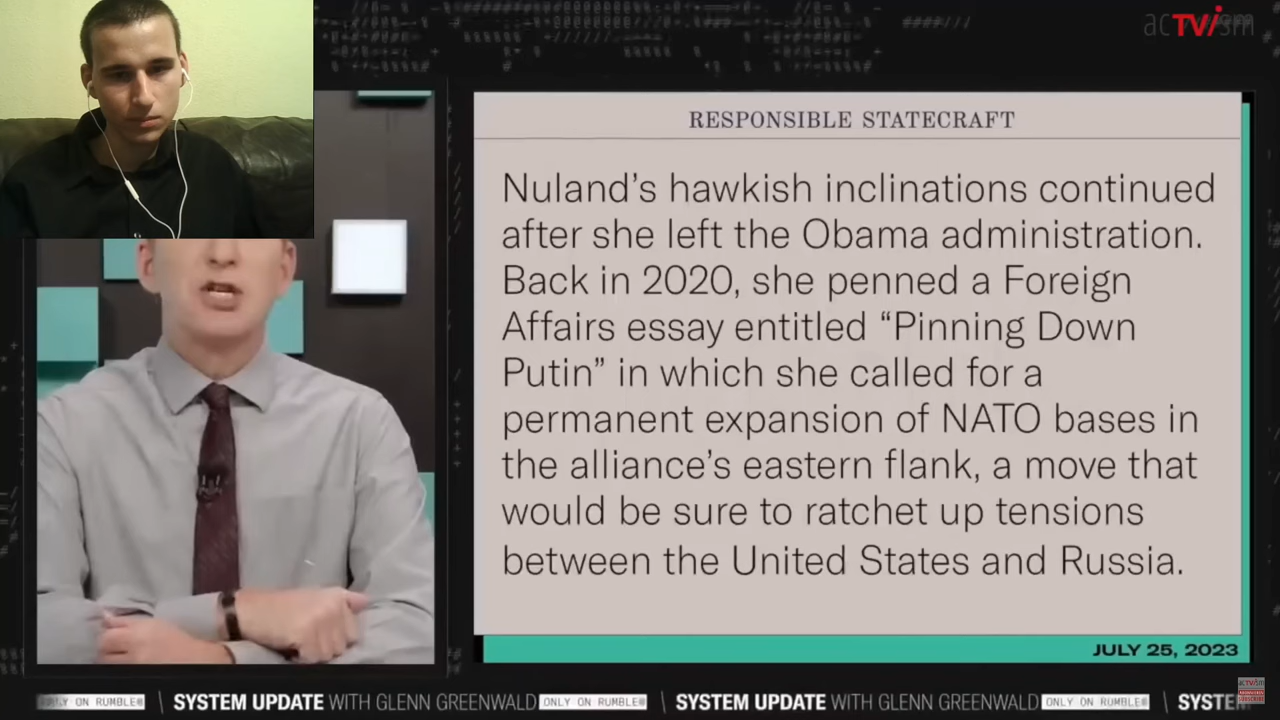 acTVism
RESPONSIBLE STATECRAFT
Nuland's hawkish inclinations continued
after she left the Obama administration.
Back in 2020, she penned a Foreign
Affairs essay entitled “Pinning Down
Putin” in which she called for a
permanent expansion of NATO bases in
the alliance's eastern flank, a move that
would be sure to ratchet up tensions
between the United States and Russia.
JULY 25, 2023
ONLY ON RUMBLE SYSTEM UPDATE WITH GLENN GREENWALD ONLY ON RUMBLE SYSTEM UPDATE WITH GLENN GREENWALD ONLY ON RUMBLE SYSTE